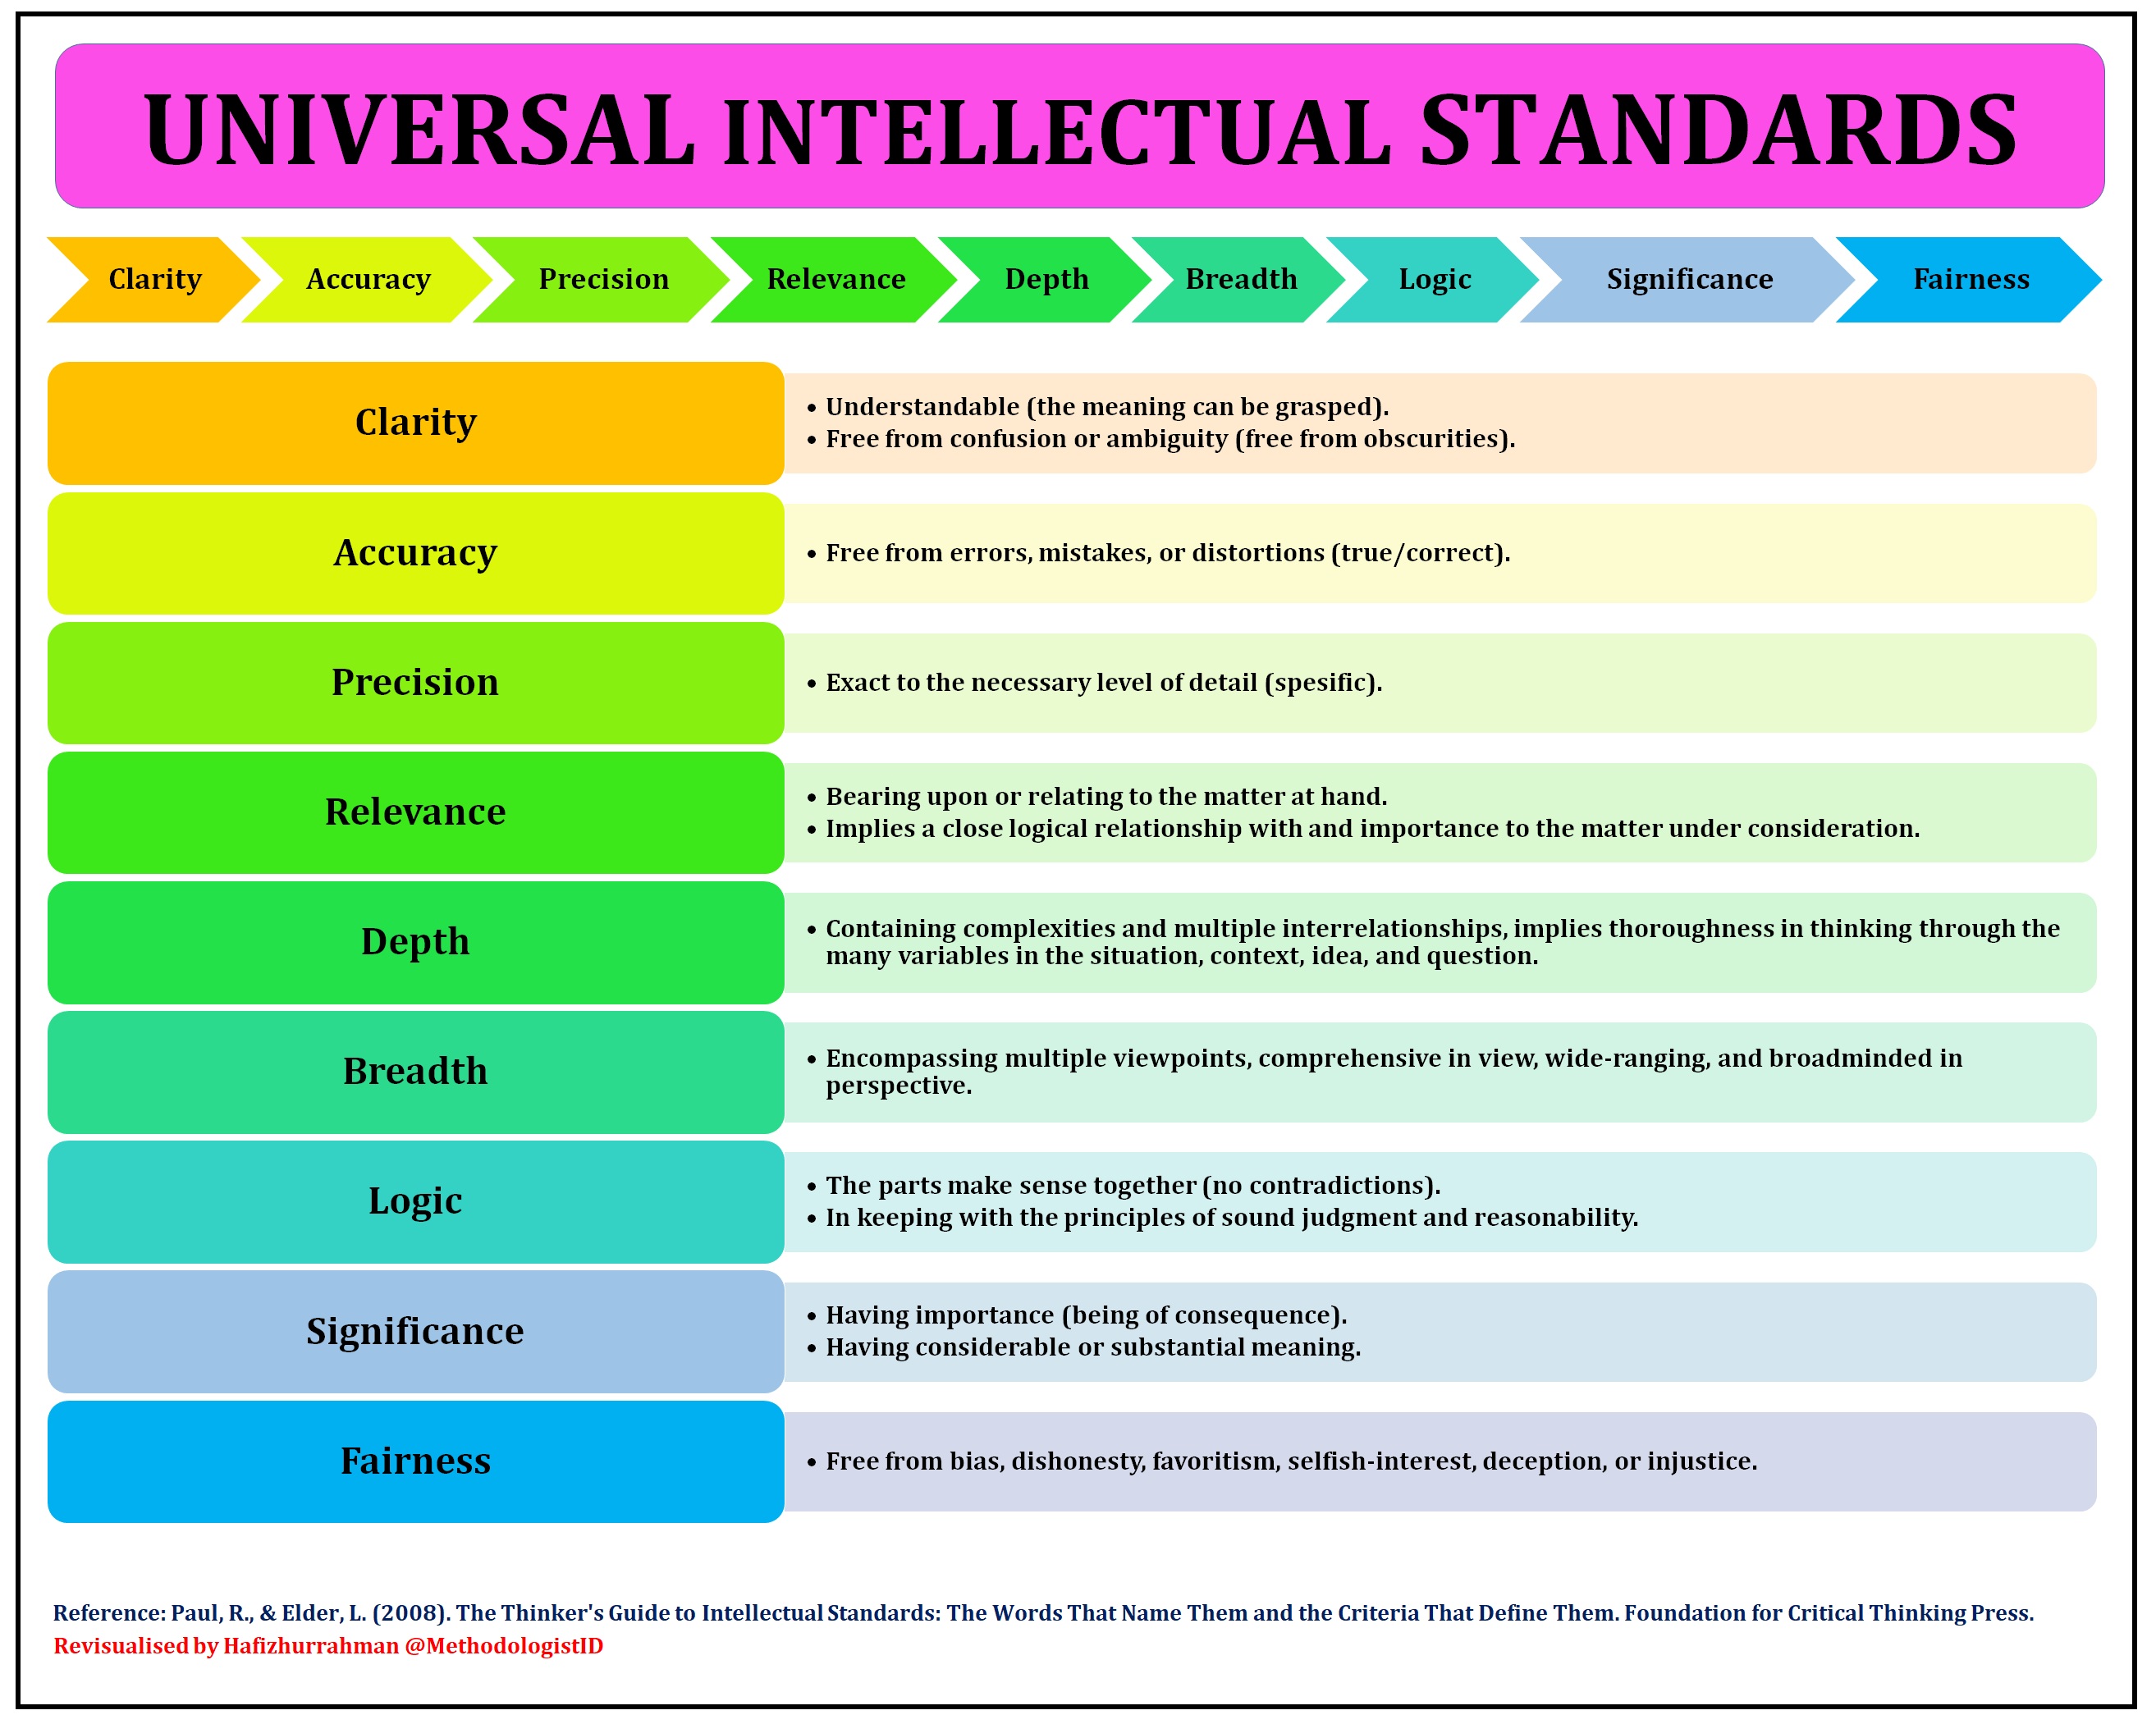 UNIVERSAL INTELLECTUAL STANDARDS
Clarity
Accuracy
Precision
Relevance
Depth
Breadth
Logic
Significance
Fairness
Clarity
• Understandable (the meaning can be grasped).
• Free from confusion or ambiguity (free from obscurities).
Accuracy
• Free from errors, mistakes, or distortions (true/correct).
Precision
• Exact to the necessary level of detail (spesific).
Relevance
• Bearing upon or relating to the matter at hand.
• Implies a close logical relationship with and importance to the matter under consideration.
Depth
• Containing complexities and multiple interrelationships, implies thoroughness in thinking through the
many variables in the situation, context, idea, and question.
Breadth
• Encompassing multiple viewpoints, comprehensive in view, wide-ranging, and broadminded in
perspective.
Logic
• The parts make sense together (no contradictions).
• In keeping with the principles of sound judgment and reasonability.
Significance
• Having importance (being of consequence).
• Having considerable or substantial meaning.
Fairness
• Free from bias, dishonesty, favoritism, selfish-interest, deception, or injustice.
Reference: Paul, R., & Elder, L. (2008). The Thinker's Guide to Intellectual Standards: The Words That Name Them and the Criteria That Define Them. Foundation for Critical Thinking Press.
Revisualised by Hafizhurrahman @MethodologistID